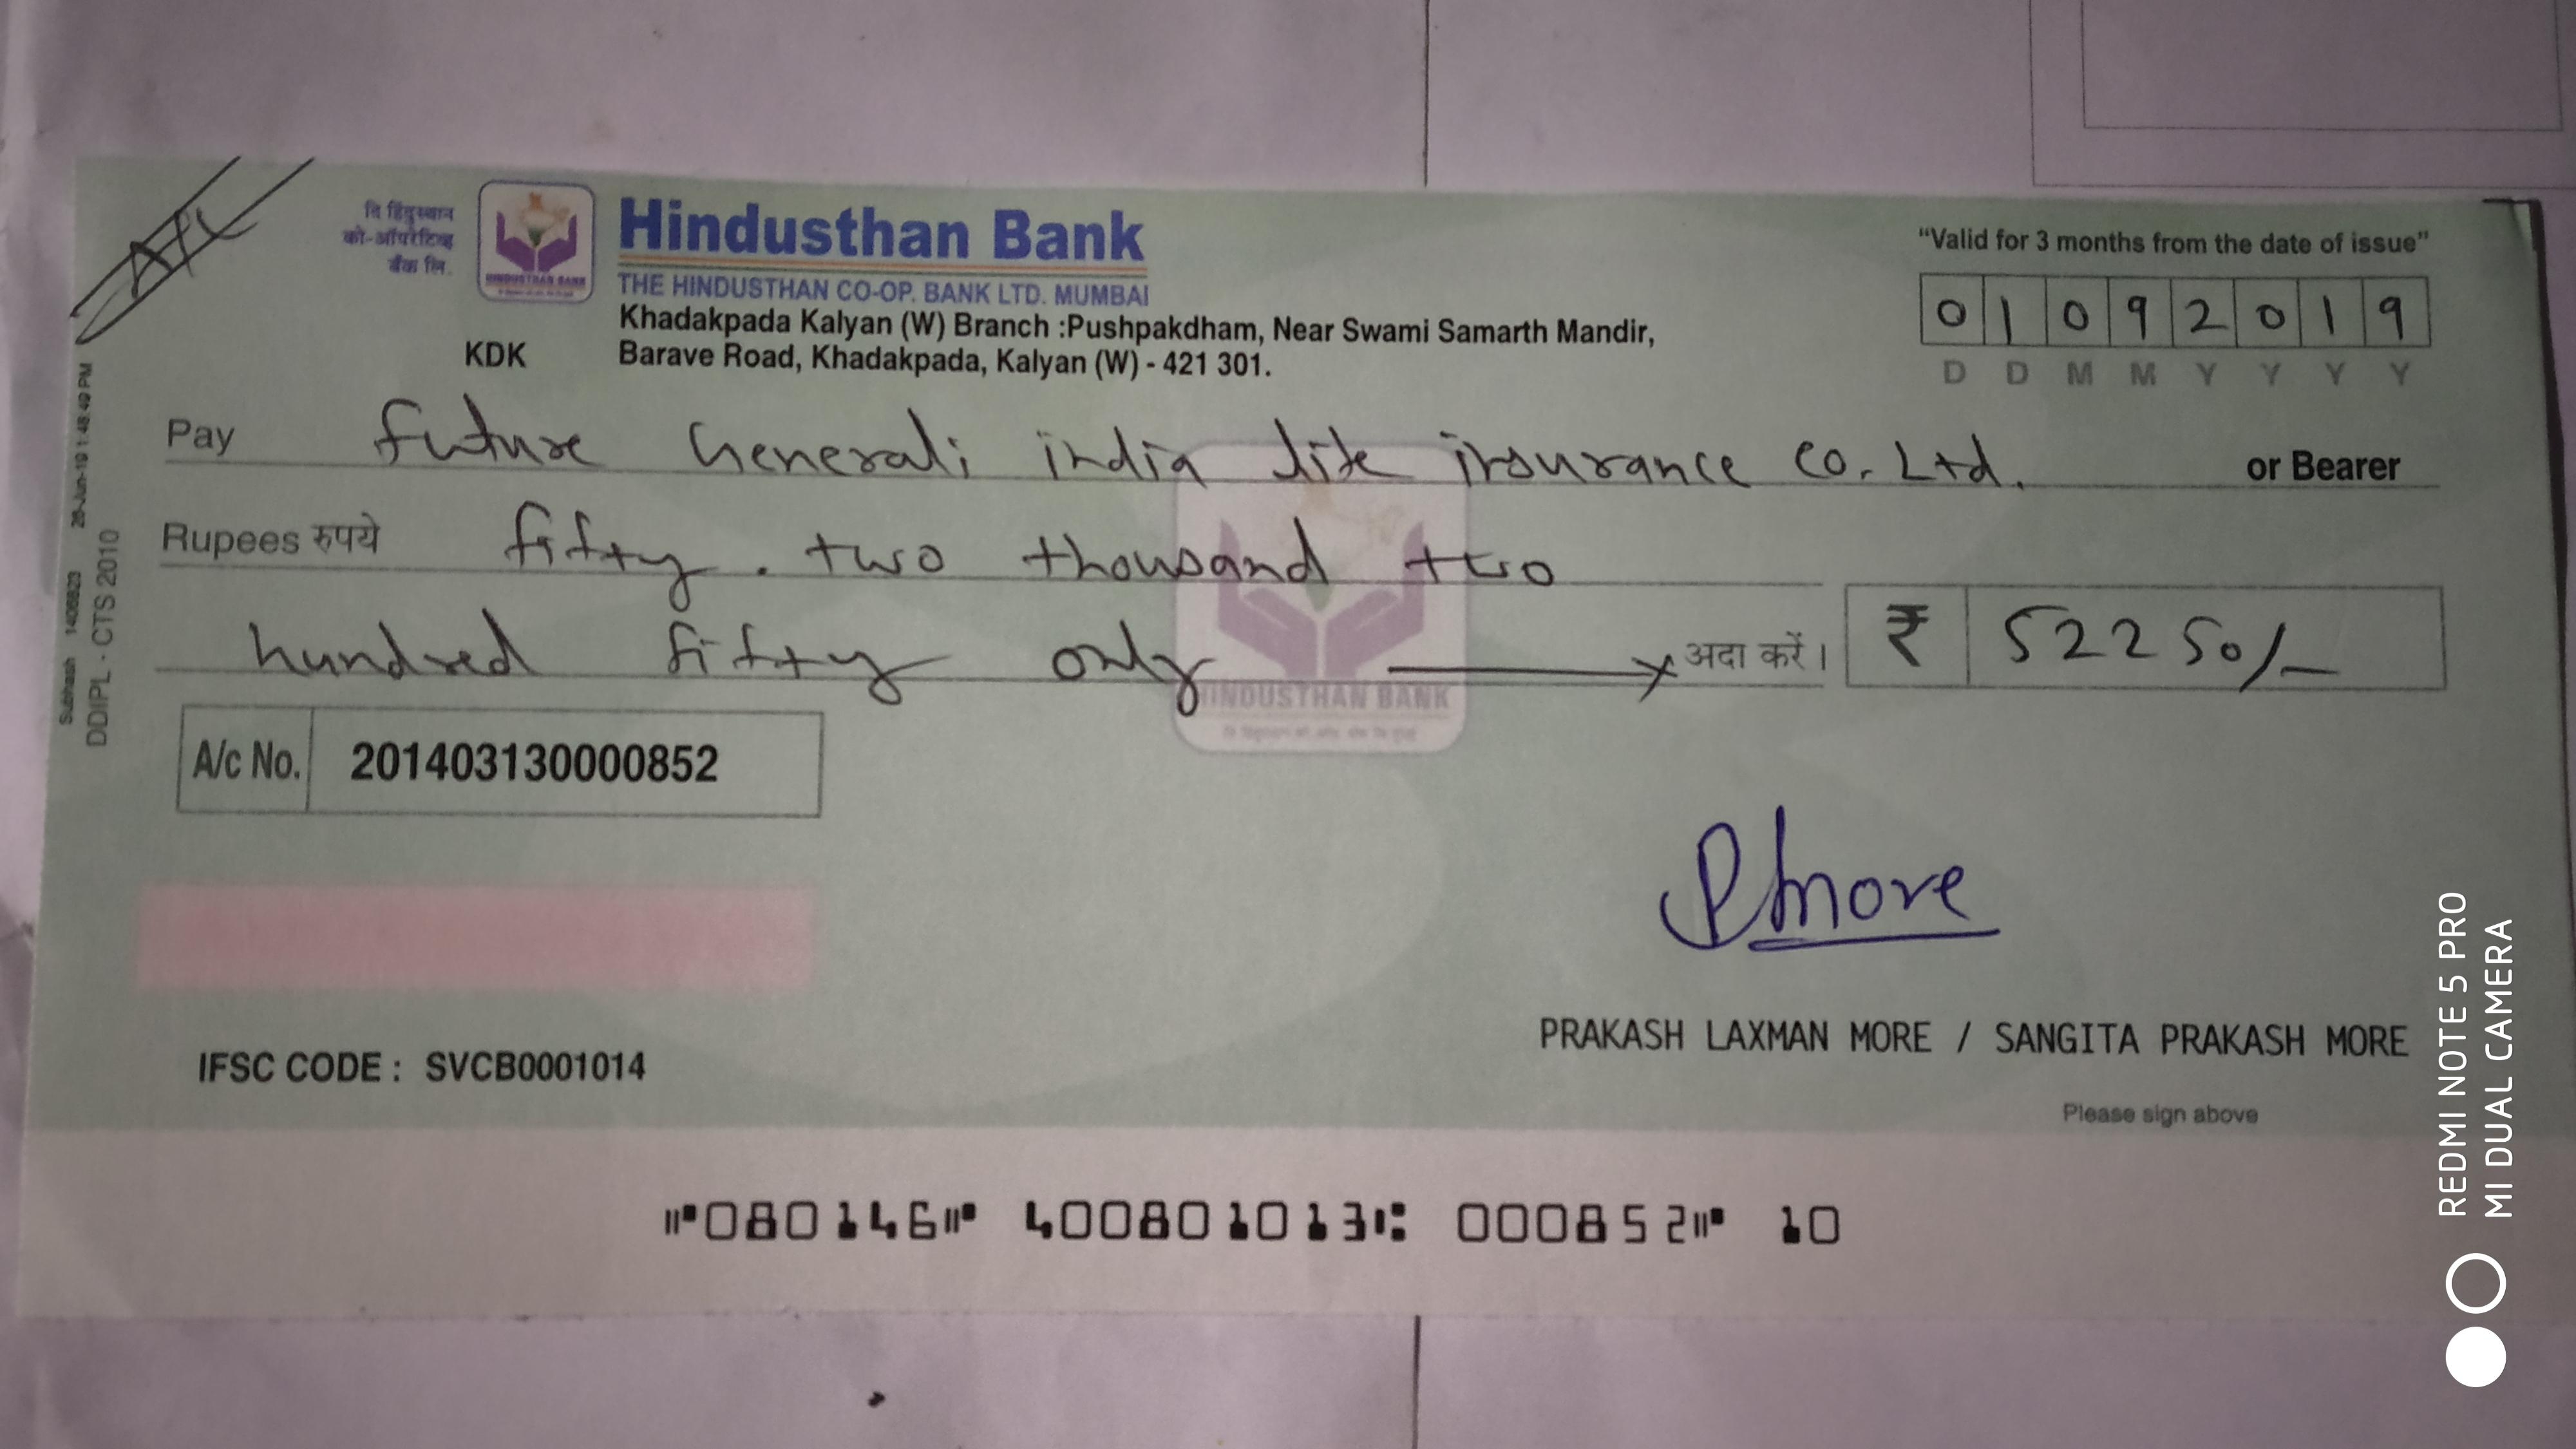 A/c
दि हिंदुस्थान
को-ऑपरेटिव्ह
बँक लि.
HINDUSTHAN BANK
Hindusthan Bank
THE HINDUSTHAN CO-OP. BANK LTD. MUMBAI
KDK
Khadakpada Kalyan (W) Branch :Pushpakdham, Near Swami Samarth Mandir,
Barave Road, Khadakpada, Kalyan (W) - 421 301.
"Valid for 3 months from the date of issue"
0 1 0 9 2 0 1 9
D D M M Y Y Y Y
Pay future Generali india life insurance co. Ltd. or Bearer
Rupees रुपये fifty . two thousand two
hundred fifty only अदा करें। ₹ 52250/-
HINDUSTHAN BANK
A/c No. 201403130000852
Pmore
PRAKASH LAXMAN MORE / SANGITA PRAKASH MORE
IFSC CODE : SVCB0001014
Please sign above
⑈080146⑈ 400801013⑆ 000852⑈ 10
Subhash 1406823 28-Jun-19 1:48:49 PM
DDIPL - CTS 2010
REDMI NOTE 5 PRO
MI DUAL CAMERA